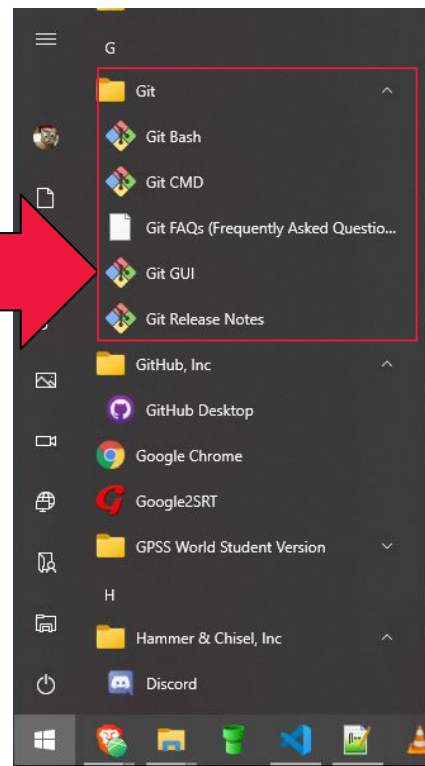 G
Git
Git Bash
Git CMD
Git FAQs (Frequently Asked Questio...
Git GUI
Git Release Notes
GitHub, Inc
GitHub Desktop
Google Chrome
Google2SRT
GPSS World Student Version
H
Hammer & Chisel, Inc
Discord